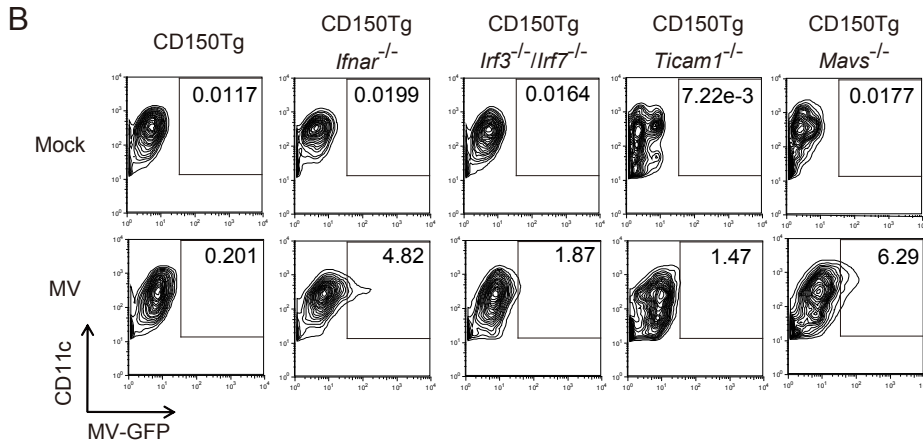 B
CD150Tg
CD150Tg
Ifnar-/-
CD150Tg
Irf3-/-/Irf7-/-
CD150Tg
Ticam1-/-
CD150Tg
Mavs-/-
Mock
0.0117
0.0199
0.0164
7.22e-3
0.0177
MV
0.201
4.82
1.87
1.47
6.29
CD11c
MV-GFP